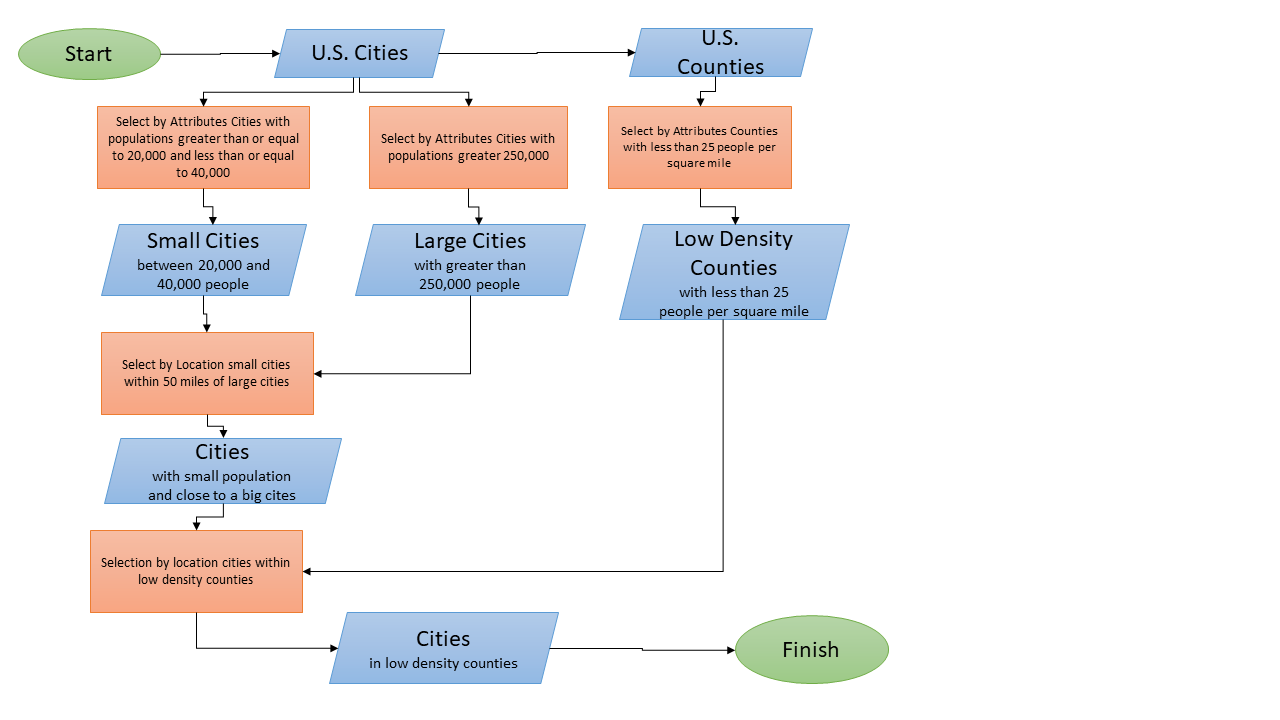 Start
U.S. Cities
U.S.
Counties
Select by Attributes Cities with
populations greater than or equal
to 20,000 and less than or equal
to 40,000
Select by Attributes Cities with
populations greater 250,000
Select by Attributes Counties
with less than 25 people per
square mile
Small Cities
between 20,000 and
40,000 people
Large Cities
with greater than
250,000 people
Low Density
Counties
with less than 25
people per square mile
Select by Location small cities
within 50 miles of large cities
Cities
with small population
and close to a big cites
Selection by location cities within
low density counties
Cities
in low density counties
Finish